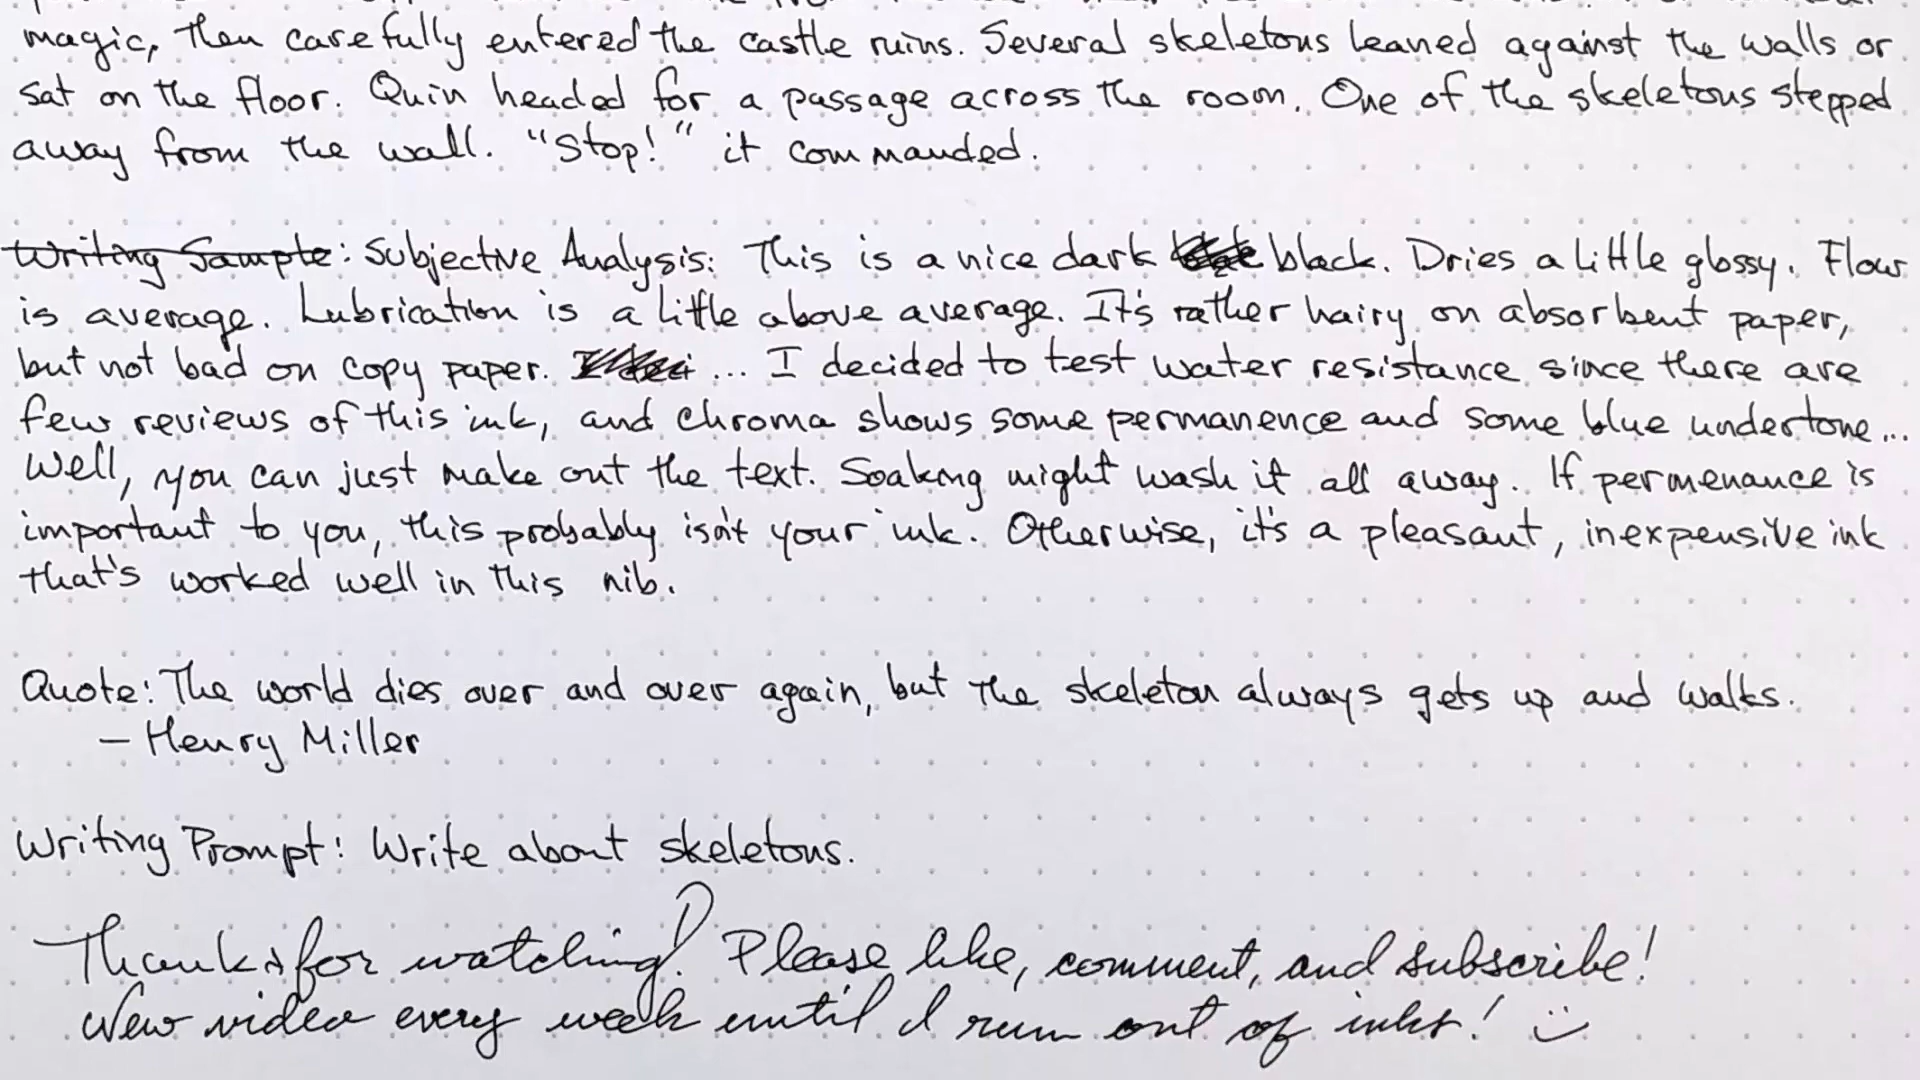 magic, then carefully entered the castle ruins. Several skeletons leaned against the walls or
sat on the floor. Quin headed for a passage across the room. One of the skeletons stepped
away from the wall. "Stop!" it commanded.
Writing Sample: Subjective Analysis: This is a nice dark black. Dries a little glossy. Flow
is average. Lubrication is a little above average. It's rather hairy on absorbent paper,
but not bad on copy paper. ... I decided to test water resistance since there are
few reviews of this ink, and chroma shows some permanence and some blue undertone...
Well, you can just make out the text. Soaking might wash it all away. If permenance is
important to you, this probably isn't your ink. Otherwise, it's a pleasant, inexpensive ink
that's worked well in this nib.
Quote: The world dies over and over again, but the skeleton always gets up and walks.
— Henry Miller
Writing Prompt: Write about skeletons.
Thanks for watching! Please like, comment, and subscribe!
New video every week until I run out of inks! :)